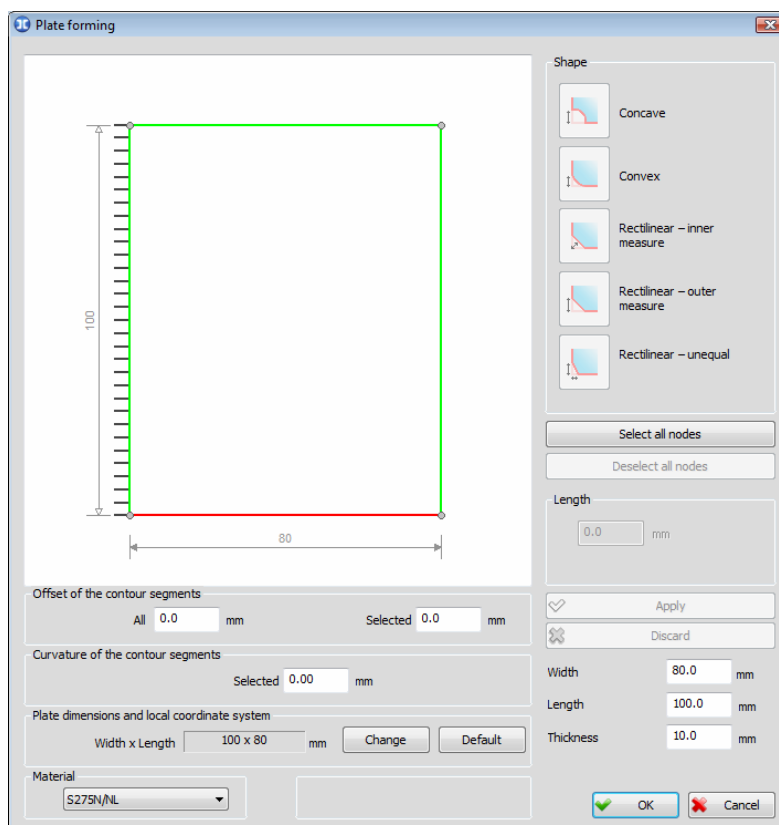 Plate forming
100
80
Shape
Concave
Convex
Rectilinear – inner
measure
Rectilinear – outer
measure
Rectilinear – unequal
Select all nodes
Deselect all nodes
Length
0.0 mm
Offset of the contour segments
All 0.0 mm Selected 0.0 mm
Curvature of the contour segments
Selected 0.00 mm
Plate dimensions and local coordinate system
Width x Length 100 x 80 mm Change Default
Material
S275N/NL
Apply
Discard
Width 80.0 mm
Length 100.0 mm
Thickness 10.0 mm
OK Cancel